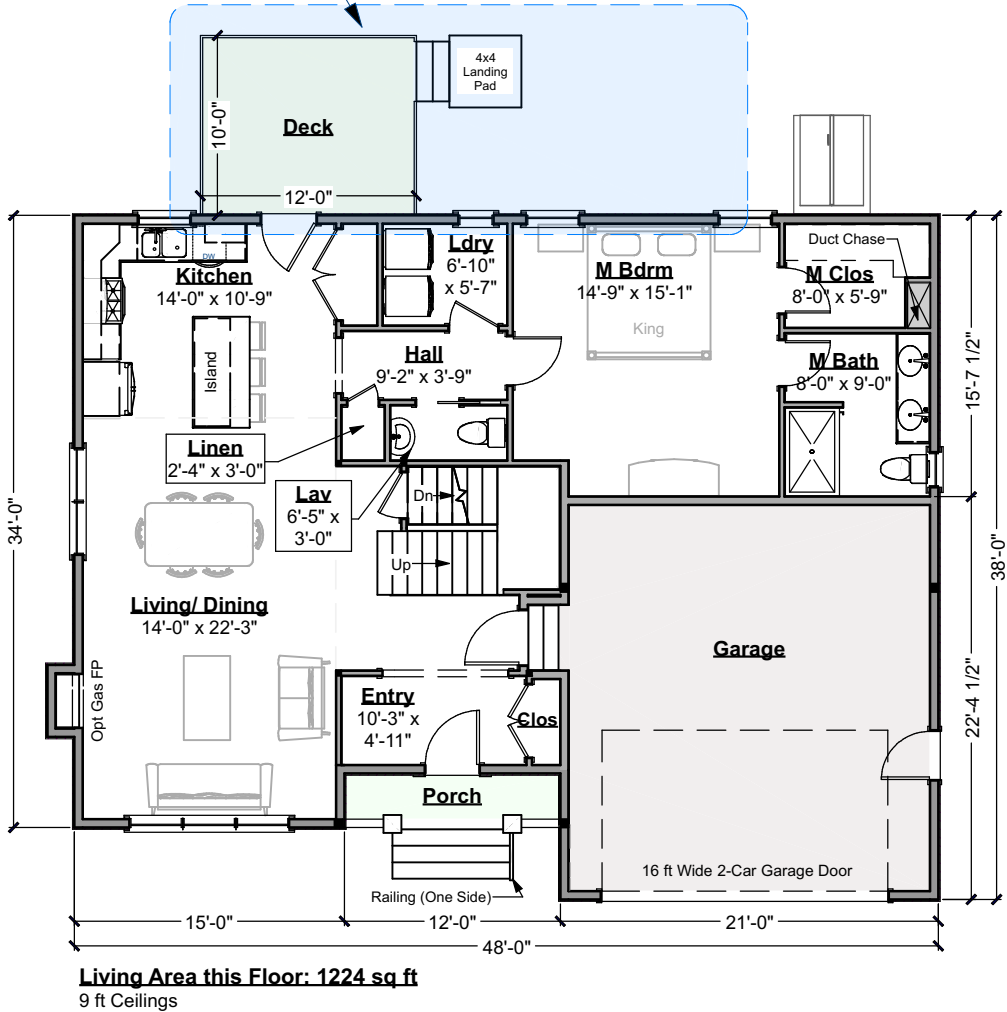 4x4
Landing
Pad
10'-0"
Deck
12'-0"
DW
Kitchen
14'-0" x 10'-9"
Ldry
6'-10"
x 5'-7"
M Bdrm
14'-9" x 15'-1"
King
Duct Chase
M Clos
8'-0" x 5'-9"
Hall
9'-2" x 3'-9"
M Bath
8'-0" x 9'-0"
15'-7 1/2"
Island
Linen
2'-4" x 3'-0"
Lav
6'-5" x
3'-0"
Dn
Up
34'-0"
38'-0"
Living/ Dining
14'-0" x 22'-3"
Garage
Opt Gas FP
Entry
10'-3" x
4'-11"
Clos
22'-4 1/2"
Porch
16 ft Wide 2-Car Garage Door
Railing (One Side)
15'-0"
12'-0"
21'-0"
48'-0"
Living Area this Floor: 1224 sq ft
9 ft Ceilings